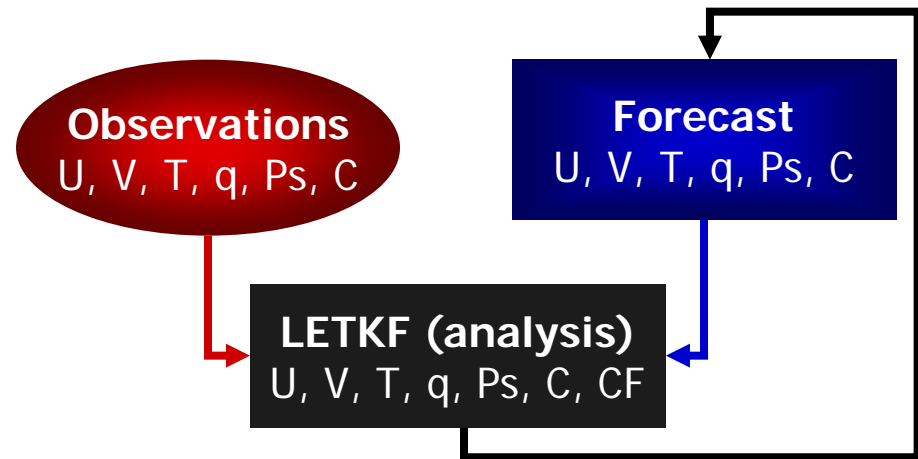 Observations
U, V, T, q, Ps, C
Forecast
U, V, T, q, Ps, C
LETKF (analysis)
U, V, T, q, Ps, C, CF